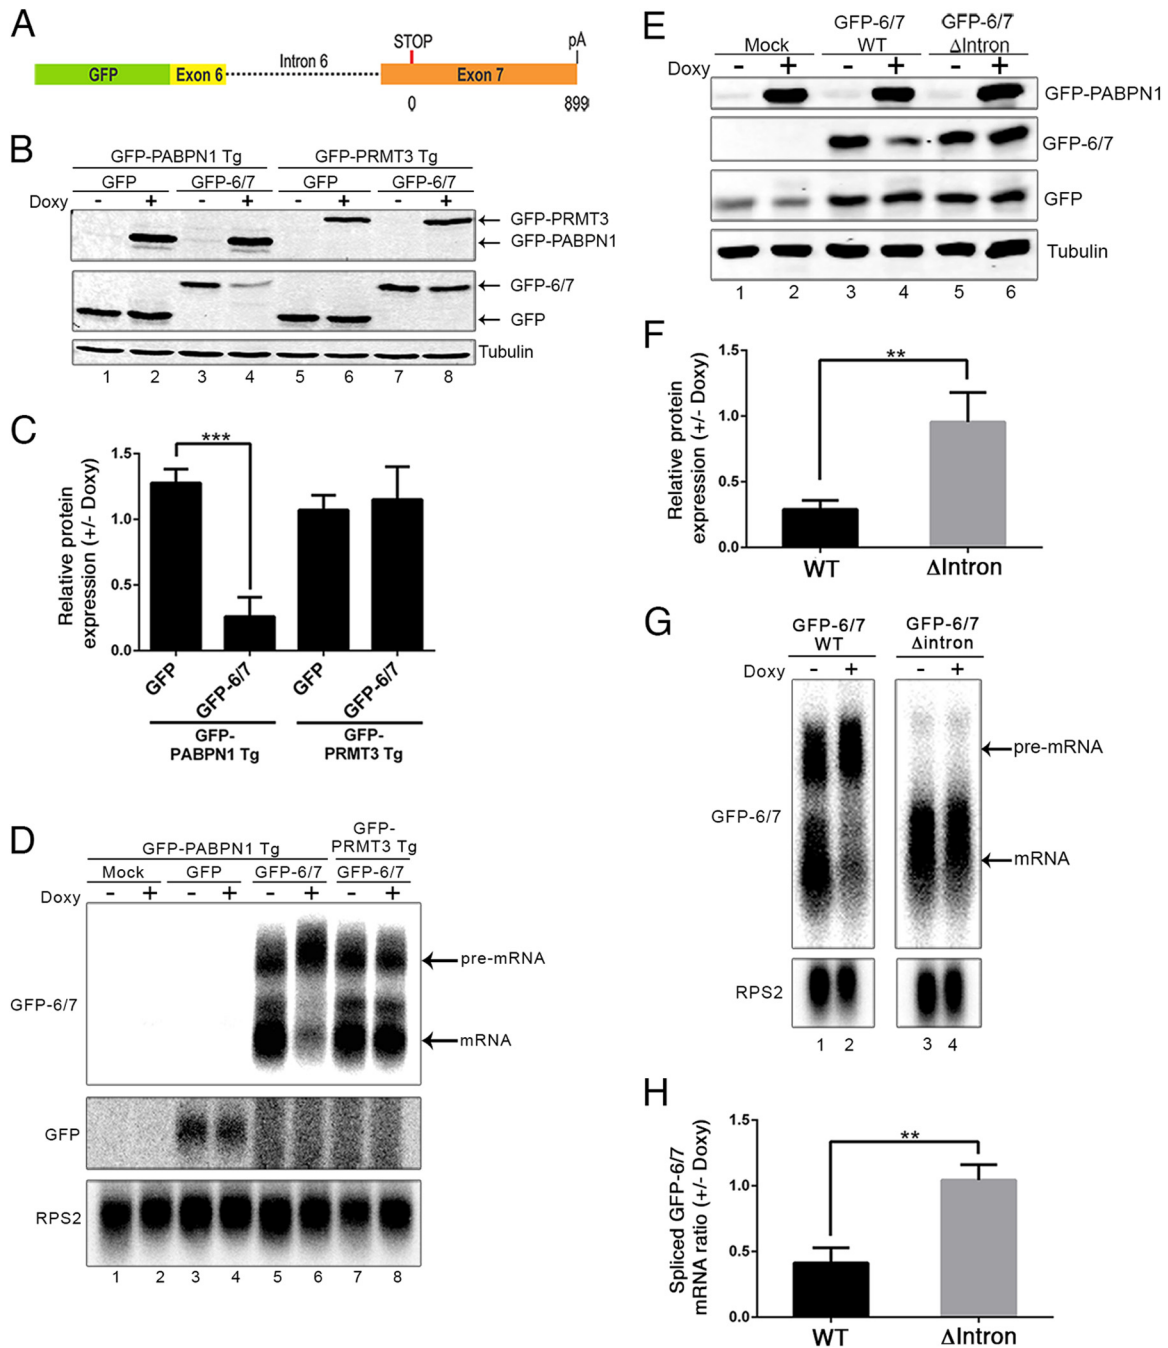 A
STOP
pA
GFP
Exon 6
Intron 6
Exon 7
0
899
B
GFP-PABPN1 Tg
GFP-PRMT3 Tg
GFP
GFP-6/7
GFP
GFP-6/7
Doxy - + - + - + - +
GFP-PRMT3
GFP-PABPN1
GFP-6/7
GFP
Tubulin
1 2 3 4 5 6 7 8
C
Relative protein
expression (+/- Doxy)
1.5
1.0
0.5
0.0
***
GFP
GFP-6/7
GFP
GFP-6/7
GFP-
PABPN1 Tg
GFP-
PRMT3 Tg
D
GFP-PABPN1 Tg
GFP-
PRMT3 Tg
Mock
GFP
GFP-6/7
GFP-6/7
Doxy - + - + - + - +
GFP-6/7
pre-mRNA
mRNA
GFP
RPS2
1 2 3 4 5 6 7 8
E
Mock
GFP-6/7
WT
GFP-6/7
ΔIntron
Doxy - + - + - +
GFP-PABPN1
GFP-6/7
GFP
Tubulin
1 2 3 4 5 6
F
Relative protein
expression (+/- Doxy)
1.5
1.0
0.5
0.0
**
WT
ΔIntron
G
GFP-6/7
WT
GFP-6/7
Δintron
Doxy - + - +
GFP-6/7
pre-mRNA
mRNA
RPS2
1 2 3 4
H
Spliced GFP-6/7
mRNA ratio (+/- Doxy)
1.5
1.0
0.5
0.0
**
WT
ΔIntron